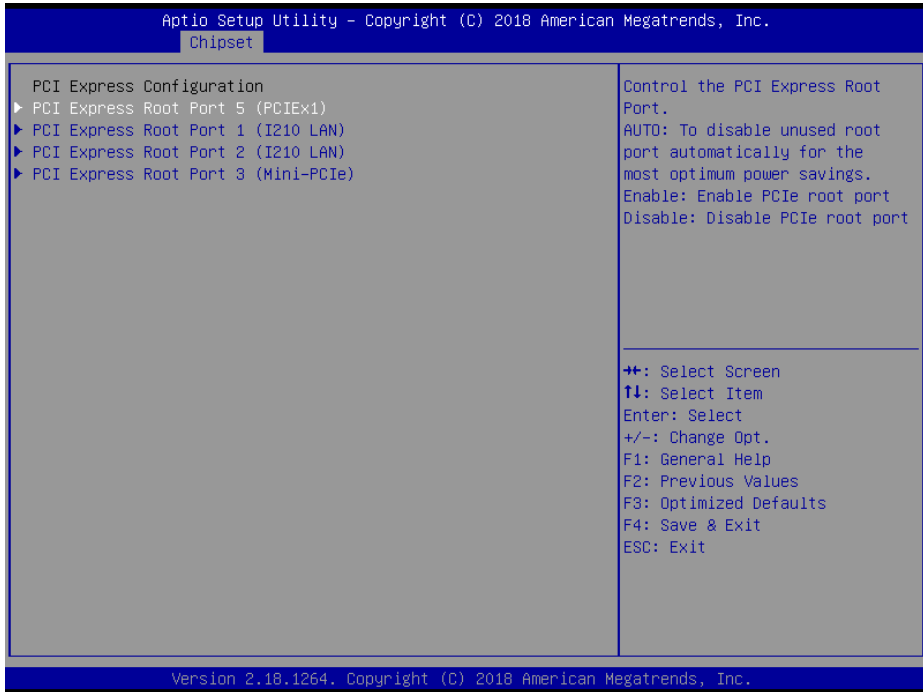 Aptio Setup Utility – Copyright (C) 2018 American Megatrends, Inc.
Chipset
PCI Express Configuration
▶ PCI Express Root Port 5 (PCIEx1)
▶ PCI Express Root Port 1 (I210 LAN)
▶ PCI Express Root Port 2 (I210 LAN)
▶ PCI Express Root Port 3 (Mini-PCIe)
Control the PCI Express Root
Port.
AUTO: To disable unused root
port automatically for the
most optimum power savings.
Enable: Enable PCIe root port
Disable: Disable PCIe root port
→←: Select Screen
↑↓: Select Item
Enter: Select
+/-: Change Opt.
F1: General Help
F2: Previous Values
F3: Optimized Defaults
F4: Save & Exit
ESC: Exit
Version 2.18.1264. Copyright (C) 2018 American Megatrends, Inc.